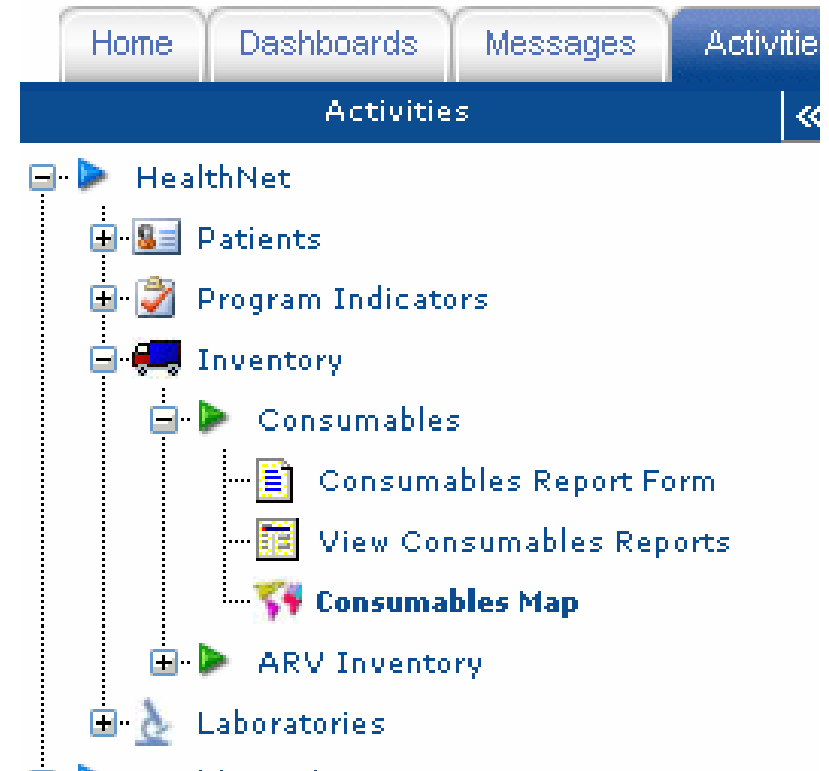 Home Dashboards Messages Activitie
Activities «
HealthNet
Patients
Program Indicators
Inventory
Consumables
Consumables Report Form
View Consumables Reports
Consumables Map
ARV Inventory
Laboratories